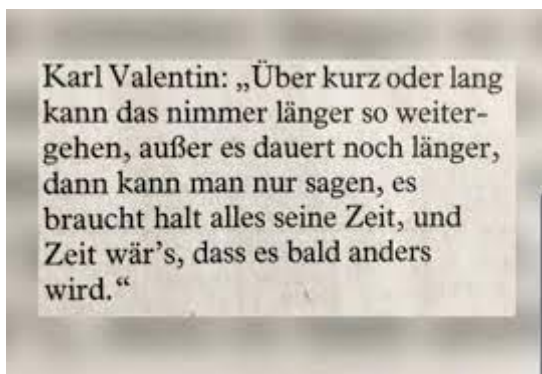 Karl Valentin: „Über kurz oder lang
kann das nimmer länger so weiter-
gehen, außer es dauert noch länger,
dann kann man nur sagen, es
braucht halt alles seine Zeit, und
Zeit wär’s, dass es bald anders
wird.“